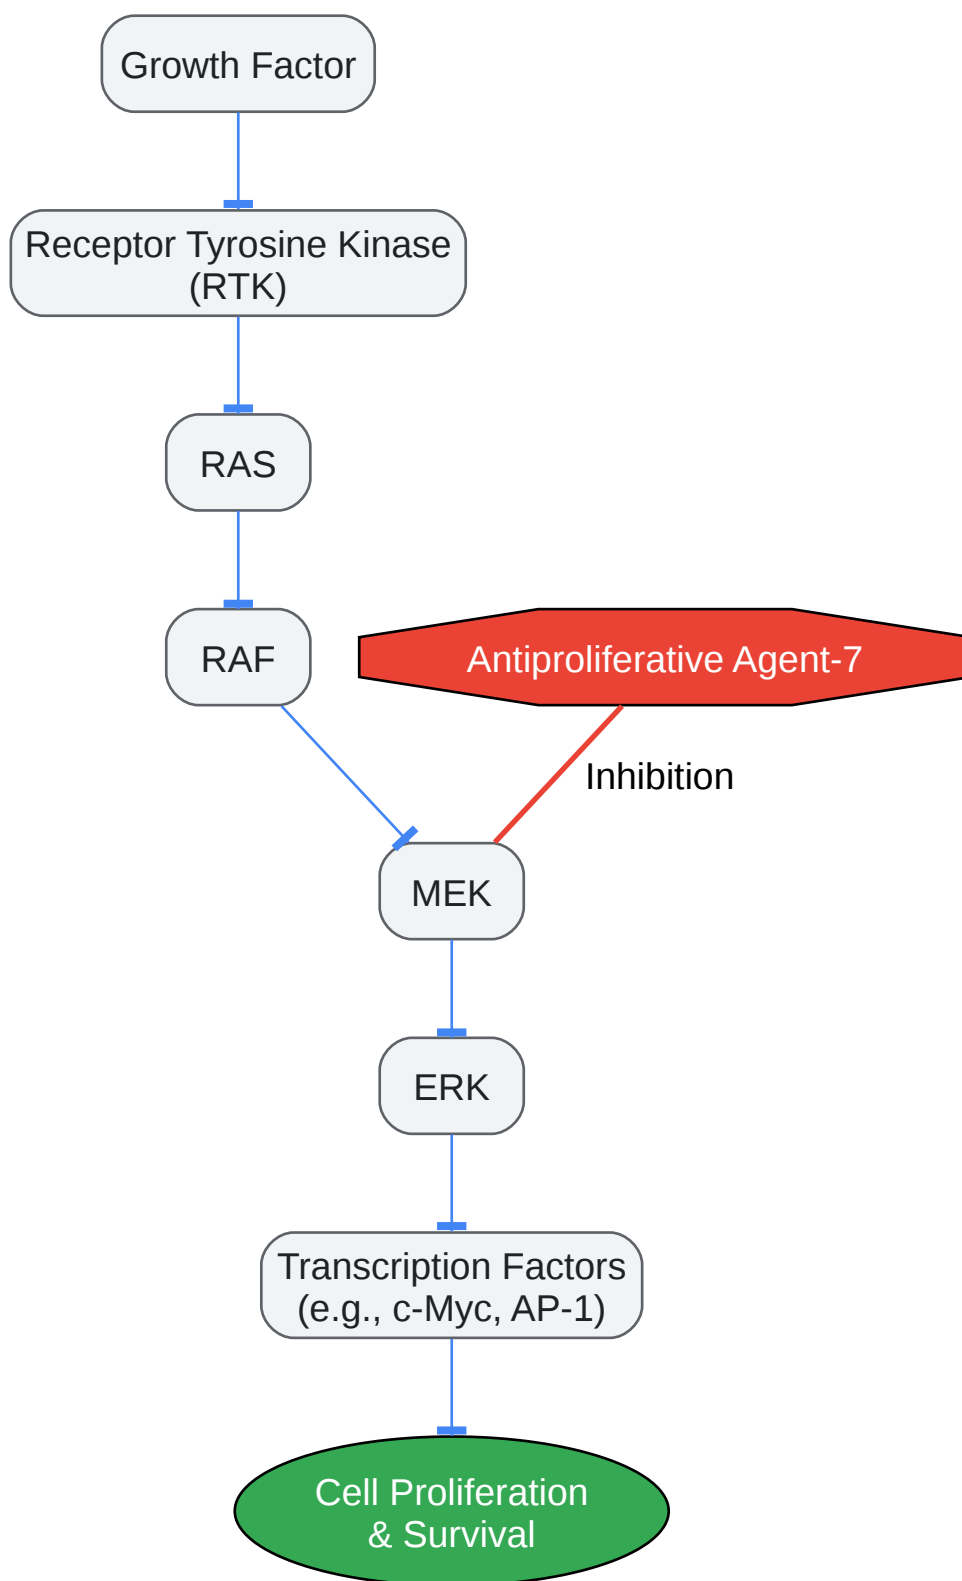 Growth Factor
Receptor Tyrosine Kinase
(RTK)
RAS
RAF
Antiproliferative Agent-7
Inhibition
MEK
ERK
Transcription Factors
(e.g., c-Myc, AP-1)
Cell Proliferation
& Survival